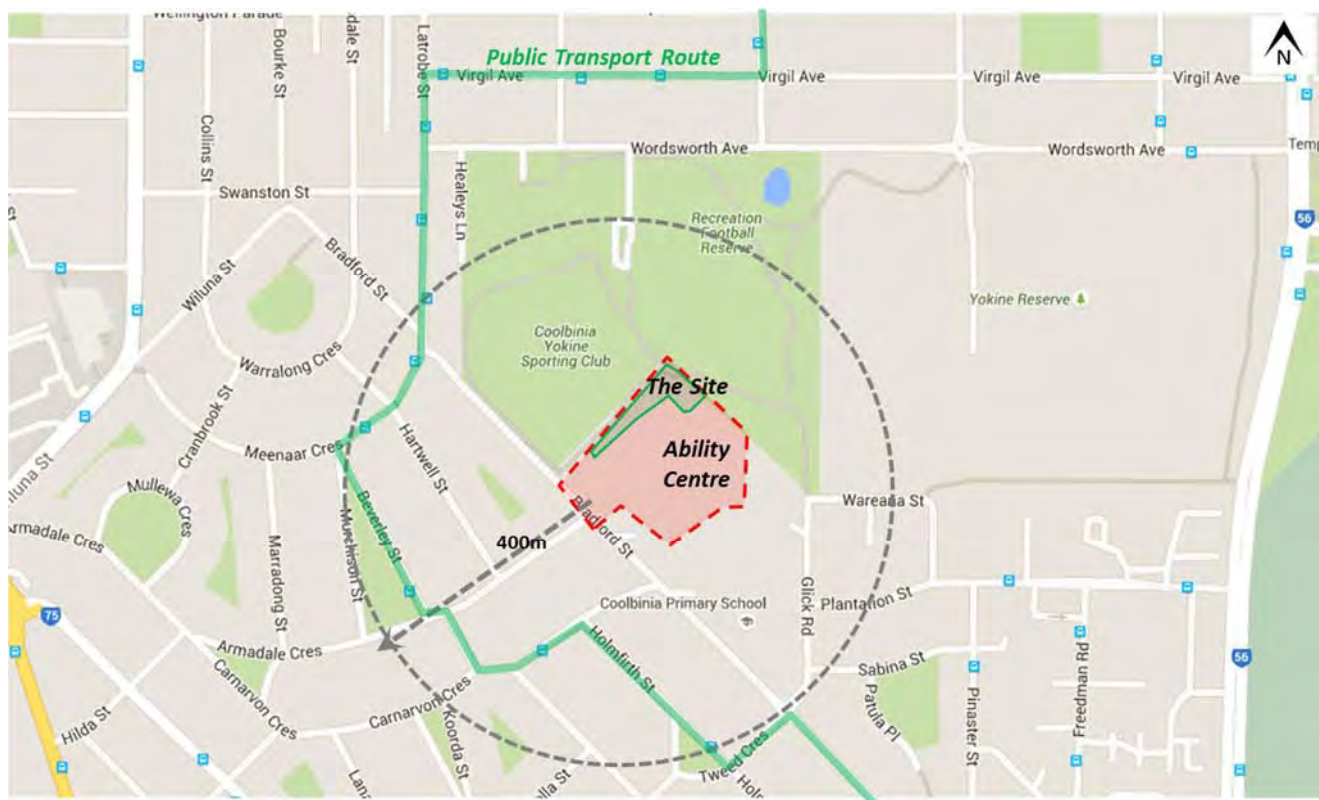 Wellington Parade
Bourke St
Latrobe St
Public Transport Route
Virgil Ave
Virgil Ave
Virgil Ave
Virgil Ave
N
Collins St
Wordsworth Ave
Wordsworth Ave
Healeys Ln
Swanston St
Recreation
Football
Reserve
56
Wiluna St
Bradford St
Yokine Reserve
Coolbinia
Yokine
Sporting Club
Warralong Cres
The Site
Cranbrook St
Meenaar Cres
Hartwell St
Ability
Centre
Mullewa Cres
Beverley St
Bradford St
Wareana St
Armadale Cres
Murchison St
400m
Marradong St
Glick Rd
Plantation St
Coolbinia Primary School
75
Armadale Cres
Holmfirth St
Freedman Rd
56
Sabina St
Carnarvon Cres
Carnarvon Cres
Koorda St
Patula Pl
Pinaster St
Hilda St
Tweed Cres